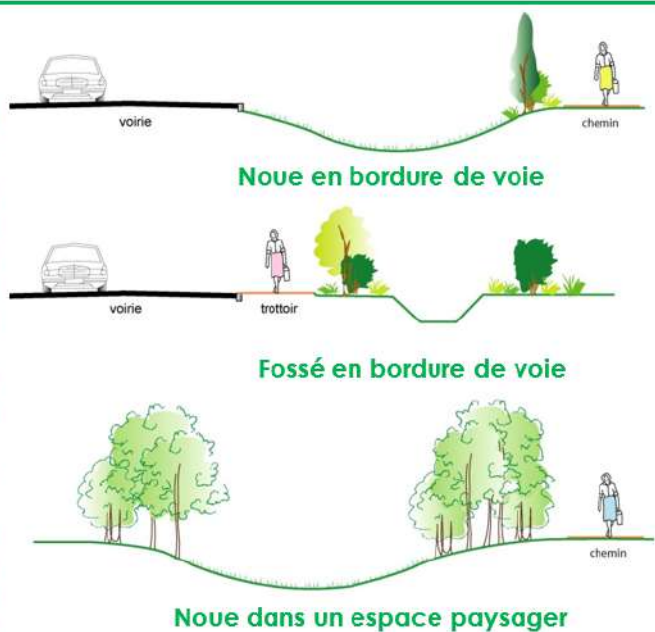 voirie
chemin
Noue en bordure de voie
voirie
trottoir
Fossé en bordure de voie
chemin
Noue dans un espace paysager